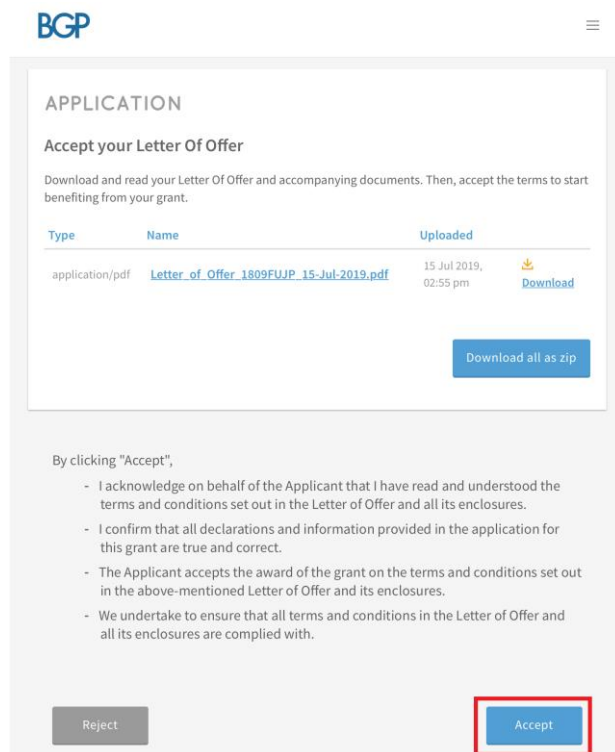 BGP
APPLICATION
Accept your Letter Of Offer
Download and read your Letter Of Offer and accompanying documents. Then, accept the terms to start
benefiting from your grant.
Type Name Uploaded
application/pdf Letter_of_Offer_1809FUJP_15-Jul-2019.pdf 15 Jul 2019,
02:55 pm Download
Download all as zip
By clicking "Accept",
- I acknowledge on behalf of the Applicant that I have read and understood the
terms and conditions set out in the Letter of Offer and all its enclosures.
- I confirm that all declarations and information provided in the application for
this grant are true and correct.
- The Applicant accepts the award of the grant on the terms and conditions set out
in the above-mentioned Letter of Offer and its enclosures.
- We undertake to ensure that all terms and conditions in the Letter of Offer and
all its enclosures are complied with.
Reject Accept